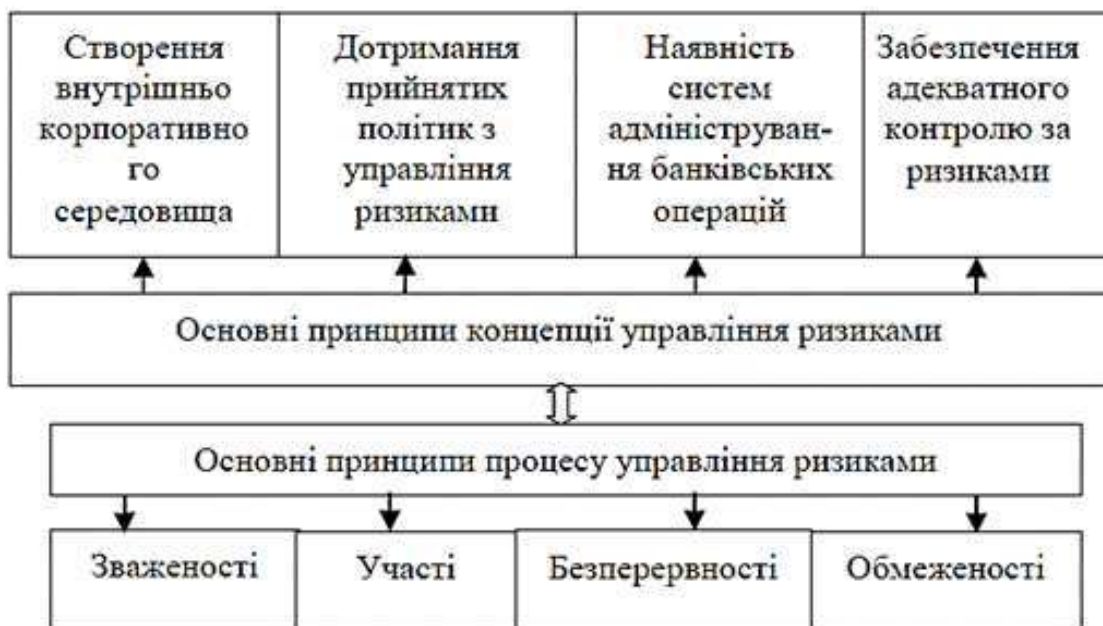 Створення
внутрішньо
корпоративно
го
середовища
Дотримання
прийнятих
політик з
управління
ризиками
Наявність
систем
адмініструван-
ня банківських
операцій
Забезпечення
адекватного
контролю за
ризиками
Основні принципи концепції управління ризиками
Основні принципи процесу управління ризиками
Зваженості
Участі
Безперервності
Обмеженості